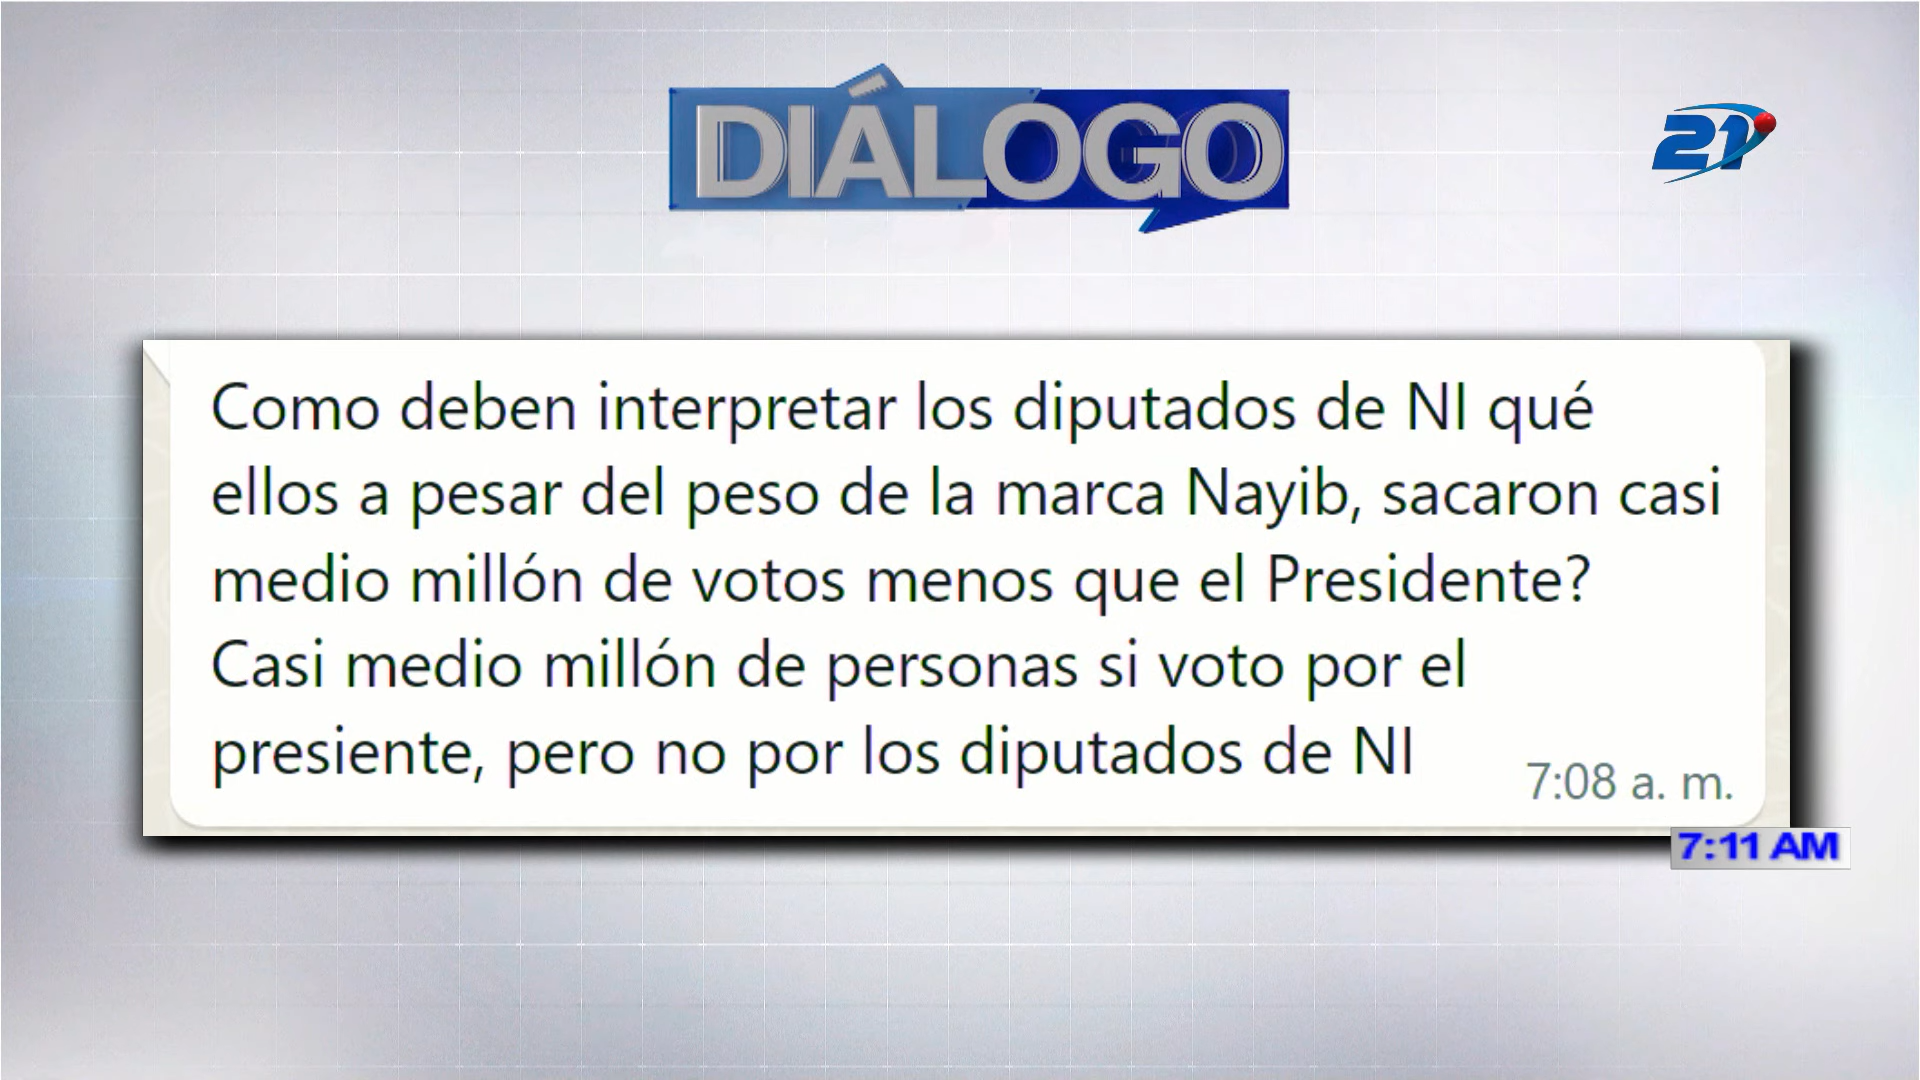 DIÁLOGO
21
Como deben interpretar los diputados de NI qué
ellos a pesar del peso de la marca Nayib, sacaron casi
medio millón de votos menos que el Presidente?
Casi medio millón de personas si voto por el
presiente, pero no por los diputados de NI
7:08 a. m.
7:11 AM